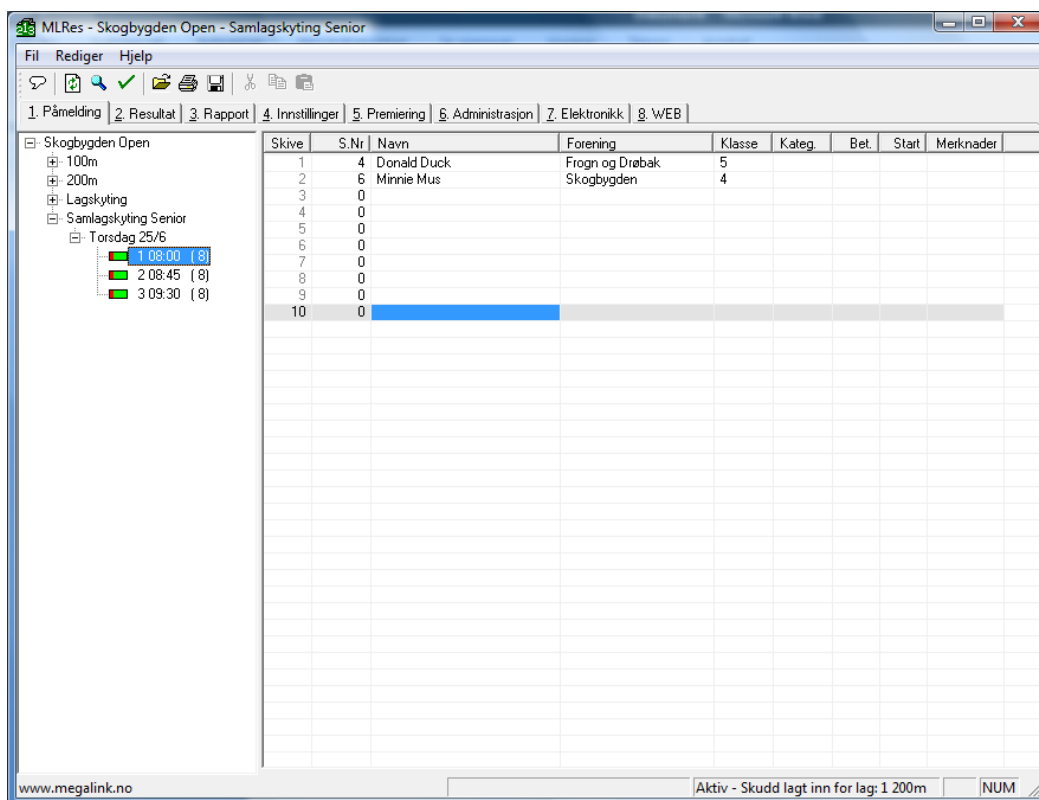 MLRes - Skogbygden Open - Samlagskyting Senior
Fil Rediger Hjelp
1. Påmelding 2. Resultat 3. Rapport 4. Innstillinger 5. Premiering 6. Administrasjon 7. Elektronikk 8. WEB
Skogbygden Open
100m
200m
Lagskyting
Samlagskyting Senior
Torsdag 25/6
1 08:00 ( 8)
2 08:45 ( 8)
3 09:30 ( 8)
Skive S.Nr Navn Forening Klasse Kateg. Bet. Start Merknader
1 4 Donald Duck Frogn og Drøbak 5
2 6 Minnie Mus Skogbygden 4
3 0
4 0
5 0
6 0
7 0
8 0
9 0
10 0
www.megalink.no Aktiv - Skudd lagt inn for lag: 1 200m NUM